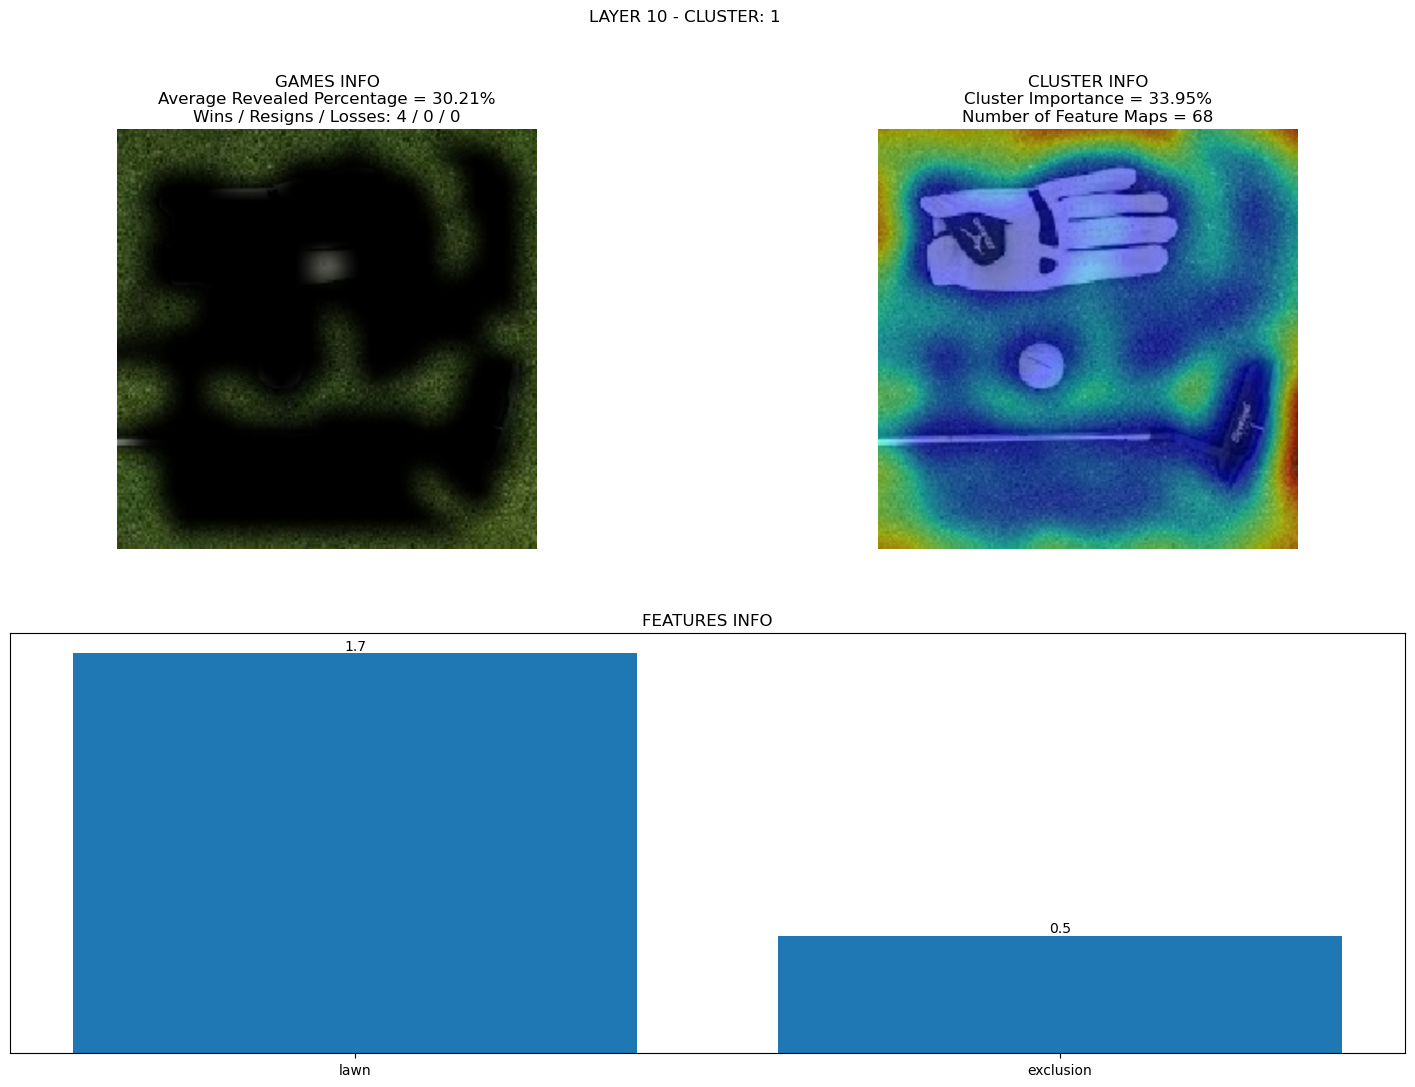 LAYER 10 - CLUSTER: 1
GAMES INFO
Average Revealed Percentage = 30.21%
Wins / Resigns / Losses: 4 / 0 / 0
CLUSTER INFO
Cluster Importance = 33.95%
Number of Feature Maps = 68
FEATURES INFO
1.7
0.5
lawn
exclusion